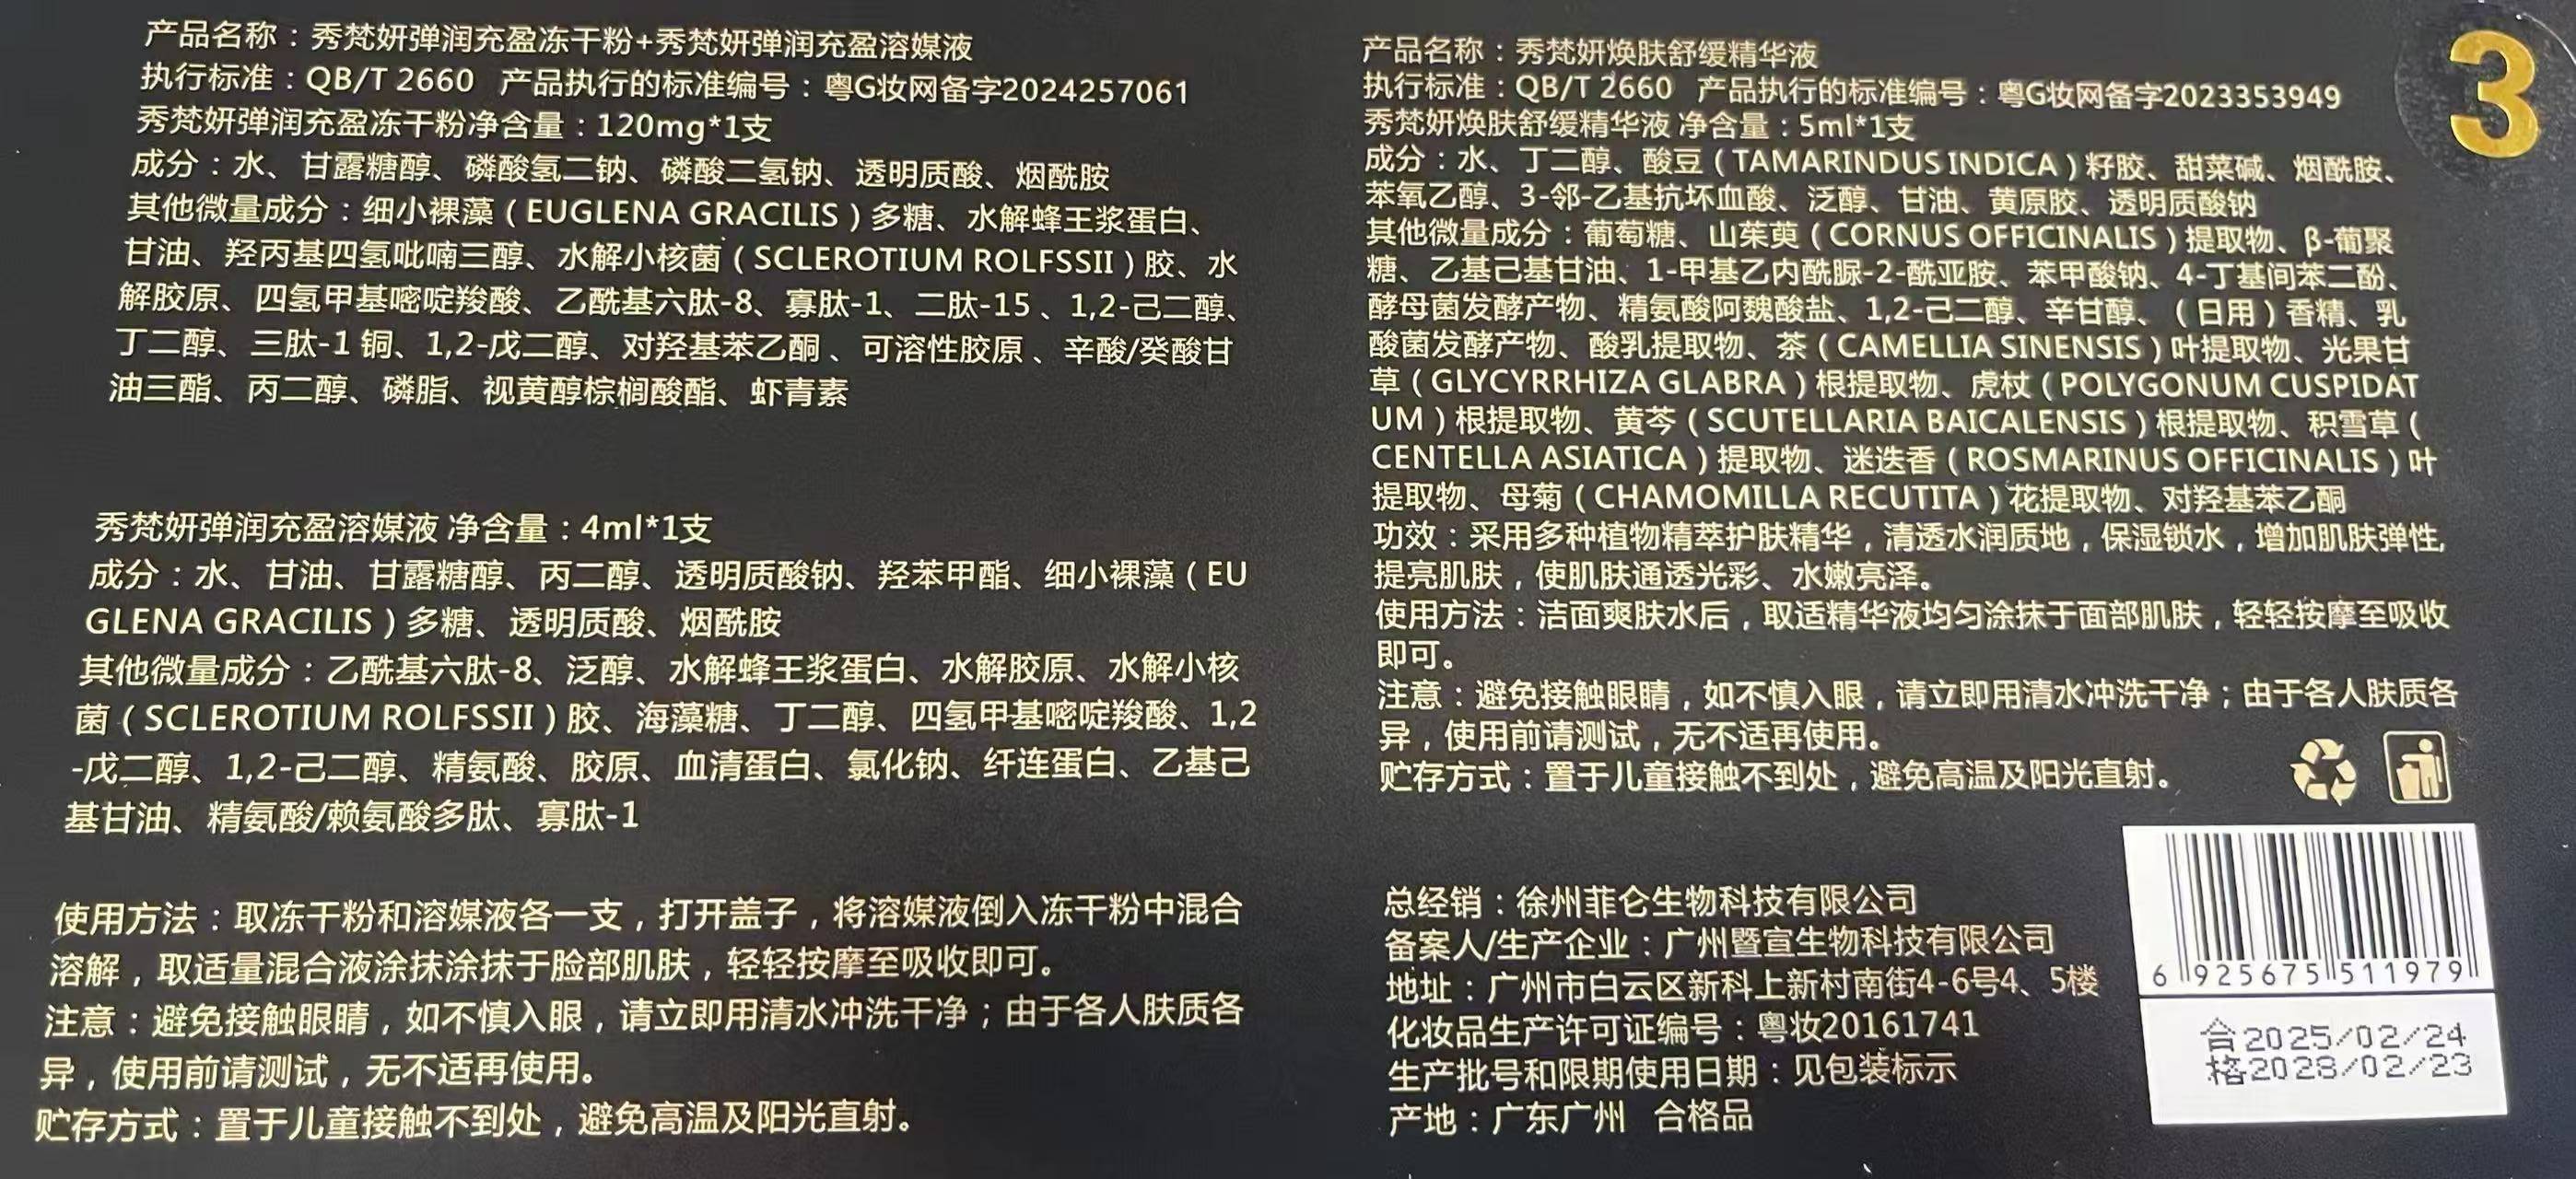 产品名称：秀梵妍弹润充盈冻干粉+秀梵妍弹润充盈溶媒液
执行标准：QB/T 2660 产品执行的标准编号：粤G妆网备字2024257061
秀梵妍弹润充盈冻干粉净含量：120mg*1支
成分：水、甘露糖醇、磷酸氢二钠、磷酸二氢钠、透明质酸、烟酰胺
其他微量成分：细小裸藻（EUGLENA GRACILIS）多糖、水解蜂王浆蛋白、
甘油、羟丙基四氢吡喃三醇、水解小核菌（SCLEROTIUM ROLFSSII）胶、水
解胶原、四氢甲基嘧啶羧酸、乙酰基六肽-8、寡肽-1、二肽-15、1,2-己二醇、
丁二醇、三肽-1 铜、1,2-戊二醇、对羟基苯乙酮、可溶性胶原、辛酸/癸酸甘
油三酯、丙二醇、磷脂、视黄醇棕榈酸酯、虾青素
秀梵妍弹润充盈溶媒液 净含量：4ml*1支
成分：水、甘油、甘露糖醇、丙二醇、透明质酸钠、羟苯甲酯、细小裸藻（EU
GLENA GRACILIS）多糖、透明质酸、烟酰胺
其他微量成分：乙酰基六肽-8、泛醇、水解蜂王浆蛋白、水解胶原、水解小核
菌（SCLEROTIUM ROLFSSII）胶、海藻糖、丁二醇、四氢甲基嘧啶羧酸、1,2
-戊二醇、1,2-己二醇、精氨酸、胶原、血清蛋白、氯化钠、纤连蛋白、乙基己
基甘油、精氨酸/赖氨酸多肽、寡肽-1
使用方法：取冻干粉和溶媒液各一支，打开盖子，将溶媒液倒入冻干粉中混合
溶解，取适量混合液涂抹涂抹于脸部肌肤，轻轻按摩至吸收即可。
注意：避免接触眼睛，如不慎入眼，请立即用清水冲洗干净；由于各人肤质各
异，使用前请测试，无不适再使用。
贮存方式：置于儿童接触不到处，避免高温及阳光直射。
3
产品名称：秀梵妍焕肤舒缓精华液
执行标准：QB/T 2660 产品执行的标准编号：粤G妆网备字2023353949
秀梵妍焕肤舒缓精华液 净含量：5ml*1支
成分：水、丁二醇、酸豆（TAMARINDUS INDICA）籽胶、甜菜碱、烟酰胺、
苯氧乙醇、3-邻-乙基抗坏血酸、泛醇、甘油、黄原胶、透明质酸钠
其他微量成分：葡萄糖、山茱萸（CORNUS OFFICINALIS）提取物、β-葡聚
糖、乙基己基甘油、1-甲基乙内酰脲-2-酰亚胺、苯甲酸钠、4-丁基间苯二酚、
酵母菌发酵产物、精氨酸阿魏酸盐、1,2-己二醇、辛甘醇、（日用）香精、乳
酸菌发酵产物、酸乳提取物、茶（CAMELLIA SINENSIS）叶提取物、光果甘
草（GLYCYRRHIZA GLABRA）根提取物、虎杖（POLYGONUM CUSPIDAT
UM）根提取物、黄芩（SCUTELLARIA BAICALENSIS）根提取物、积雪草（
CENTELLA ASIATICA）提取物、迷迭香（ROSMARINUS OFFICINALIS）叶
提取物、母菊（CHAMOMILLA RECUTITA）花提取物、对羟基苯乙酮
功效：采用多种植物精萃护肤精华，清透水润质地，保湿锁水，增加肌肤弹性,
提亮肌肤，使肌肤通透光彩、水嫩亮泽。
使用方法：洁面爽肤水后，取适精华液均匀涂抹于面部肌肤，轻轻按摩至吸收
即可。
注意：避免接触眼睛，如不慎入眼，请立即用清水冲洗干净；由于各人肤质各
异，使用前请测试，无不适再使用。
贮存方式：置于儿童接触不到处，避免高温及阳光直射。
总经销：徐州菲仑生物科技有限公司
备案人/生产企业：广州暨宣生物科技有限公司
地址：广州市白云区新科上新村南街4-6号4、5楼
化妆品生产许可证编号：粤妆20161741
生产批号和限期使用日期：见包装标示
产地：广东广州 合格品
6 925675 511979
合2025/02/24
格2028/02/23